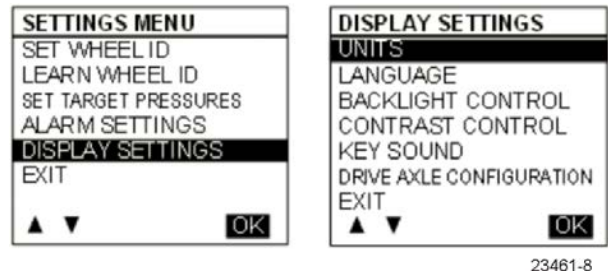 SETTINGS MENU
SET WHEEL ID
LEARN WHEEL ID
SET TARGET PRESSURES
ALARM SETTINGS
DISPLAY SETTINGS
EXIT
▲ ▼ OK
DISPLAY SETTINGS
UNITS
LANGUAGE
BACKLIGHT CONTROL
CONTRAST CONTROL
KEY SOUND
DRIVE AXLE CONFIGURATION
EXIT
▲ ▼ OK
23461-8